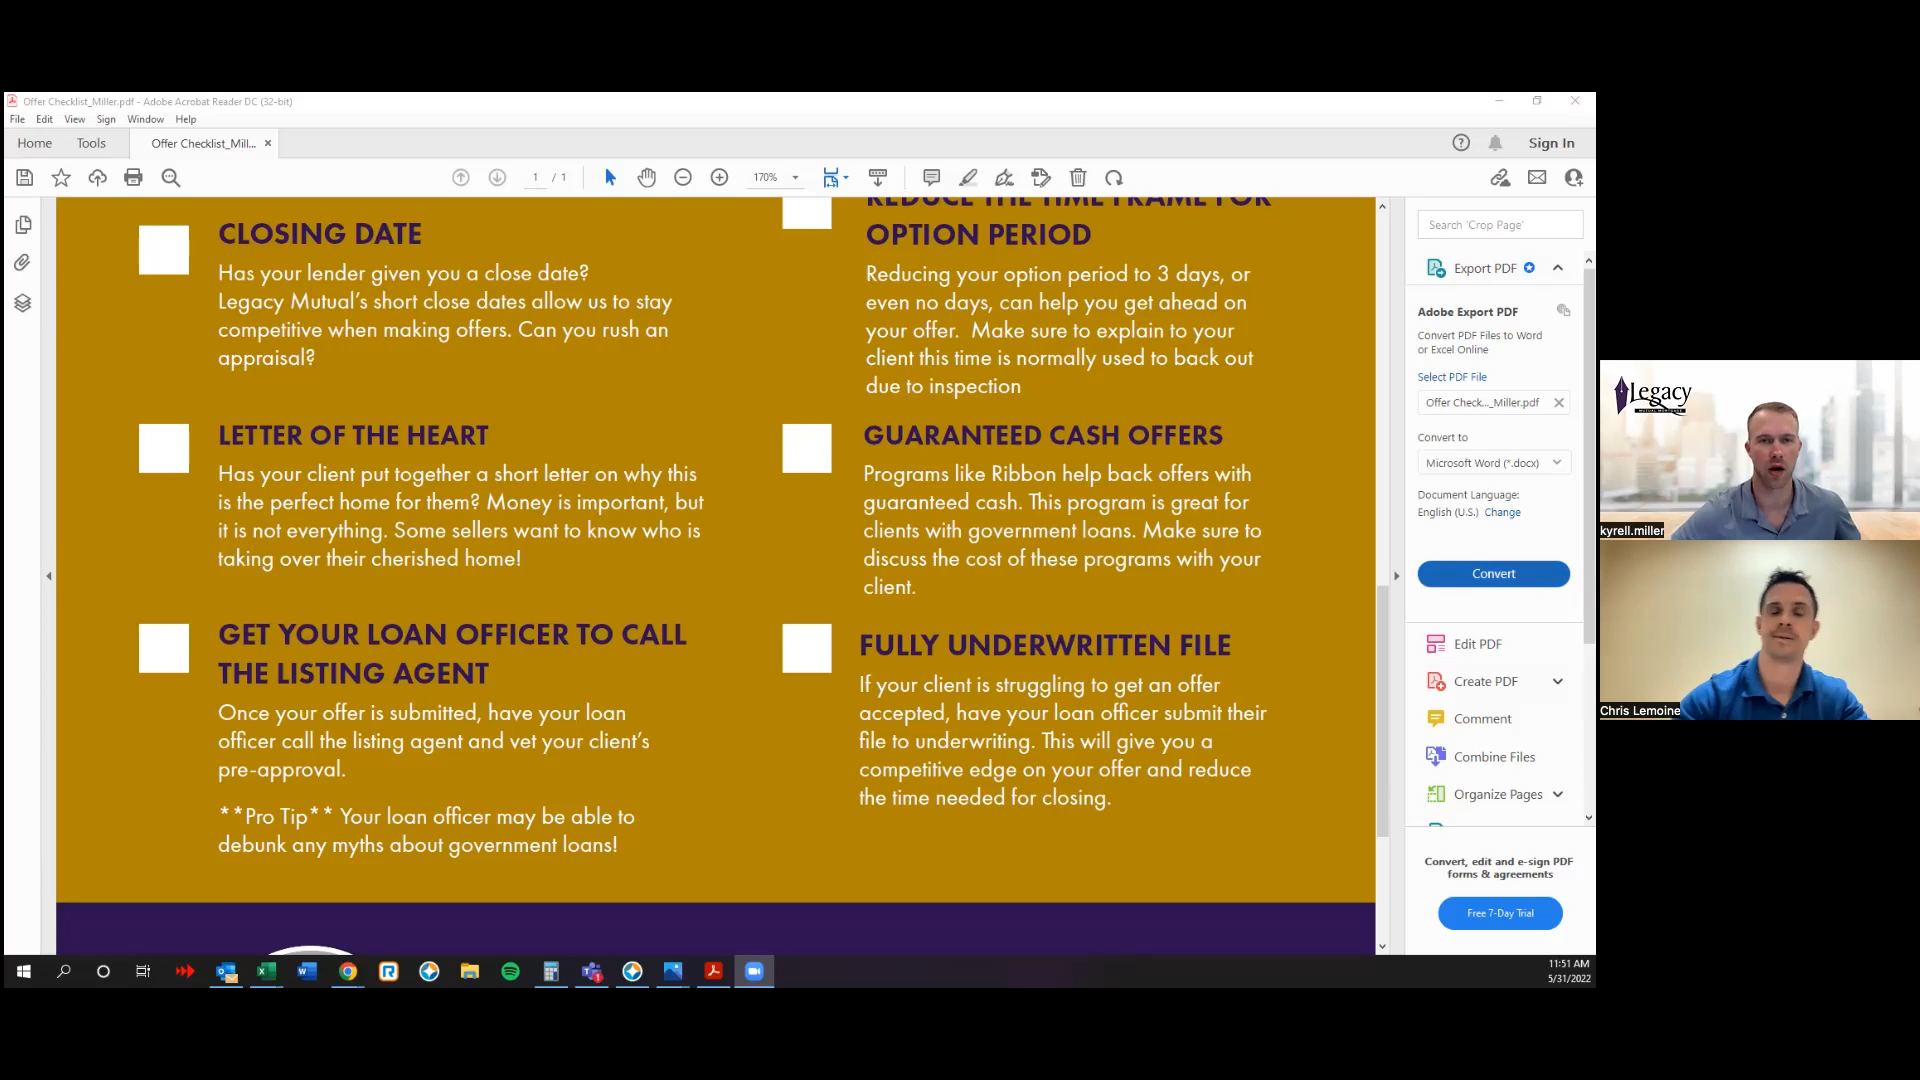 Offer Checklist_Miller.pdf - Adobe Acrobat Reader DC (32-bit)
File Edit View Sign Window Help
Home Tools Offer Checklist_Mill... × Sign In
1 / 1 170%
CLOSING DATE
Has your lender given you a close date?
Legacy Mutual's short close dates allow us to stay
competitive when making offers. Can you rush an
appraisal?
LETTER OF THE HEART
Has your client put together a short letter on why this
is the perfect home for them? Money is important, but
it is not everything. Some sellers want to know who is
taking over their cherished home!
GET YOUR LOAN OFFICER TO CALL
THE LISTING AGENT
Once your offer is submitted, have your loan
officer call the listing agent and vet your client's
pre-approval.
**Pro Tip** Your loan officer may be able to
debunk any myths about government loans!
REDUCE THE TIME FRAME FOR
OPTION PERIOD
Reducing your option period to 3 days, or
even no days, can help you get ahead on
your offer. Make sure to explain to your
client this time is normally used to back out
due to inspection
GUARANTEED CASH OFFERS
Programs like Ribbon help back offers with
guaranteed cash. This program is great for
clients with government loans. Make sure to
discuss the cost of these programs with your
client.
FULLY UNDERWRITTEN FILE
If your client is struggling to get an offer
accepted, have your loan officer submit their
file to underwriting. This will give you a
competitive edge on your offer and reduce
the time needed for closing.
Search 'Crop Page'
Export PDF
Adobe Export PDF
Convert PDF Files to Word
or Excel Online
Select PDF File
Offer Check..._Miller.pdf
Convert to
Microsoft Word (*.docx)
Document Language:
English (U.S.) Change
Convert
Edit PDF
Create PDF
Comment
Combine Files
Organize Pages
Convert, edit and e-sign PDF
forms & agreements
Free 7-Day Trial
11:51 AM
5/31/2022
Legacy
kyrell.miller
Chris Lemoine